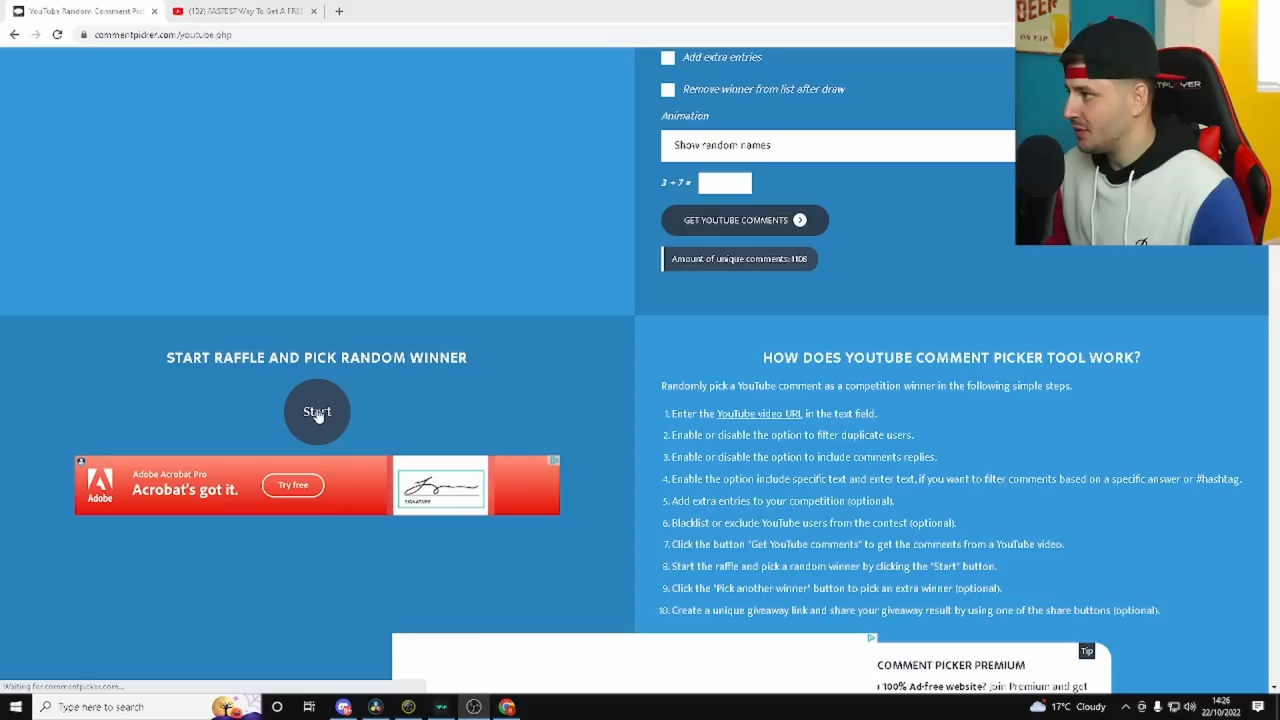 YouTube Random Comment Pick
(132) FASTEST Way To Get A FREE
commentpicker.com/youtube.php
BEER
ON TAP
Add extra entries
Remove winner from list after draw
Animation
Show random names
3 + 7 =
GET YOUTUBE COMMENTS
Amount of unique comments: 1108
START RAFFLE AND PICK RANDOM WINNER
Start
Adobe
Adobe Acrobat Pro
Acrobat's got it.
Try free
SIGNATURE
HOW DOES YOUTUBE COMMENT PICKER TOOL WORK?
Randomly pick a YouTube comment as a competition winner in the following simple steps.
1. Enter the YouTube video URL in the text field.
2. Enable or disable the option to filter duplicate users.
3. Enable or disable the option to include comments replies.
4. Enable the option include specific text and enter text, if you want to filter comments based on a specific answer or #hashtag.
5. Add extra entries to your competition (optional).
6. Blacklist or exclude YouTube users from the contest (optional).
7. Click the button "Get YouTube comments" to get the comments from a YouTube video.
8. Start the raffle and pick a random winner by clicking the "Start" button.
9. Click the 'Pick another winner' button to pick an extra winner (optional).
10. Create a unique giveaway link and share your giveaway result by using one of the share buttons (optional).
Tip
COMMENT PICKER PREMIUM
100% Ad-free website? Join Premium and get
Waiting for commentpicker.com...
Type here to search
17°C Cloudy
14:26
22/10/2022